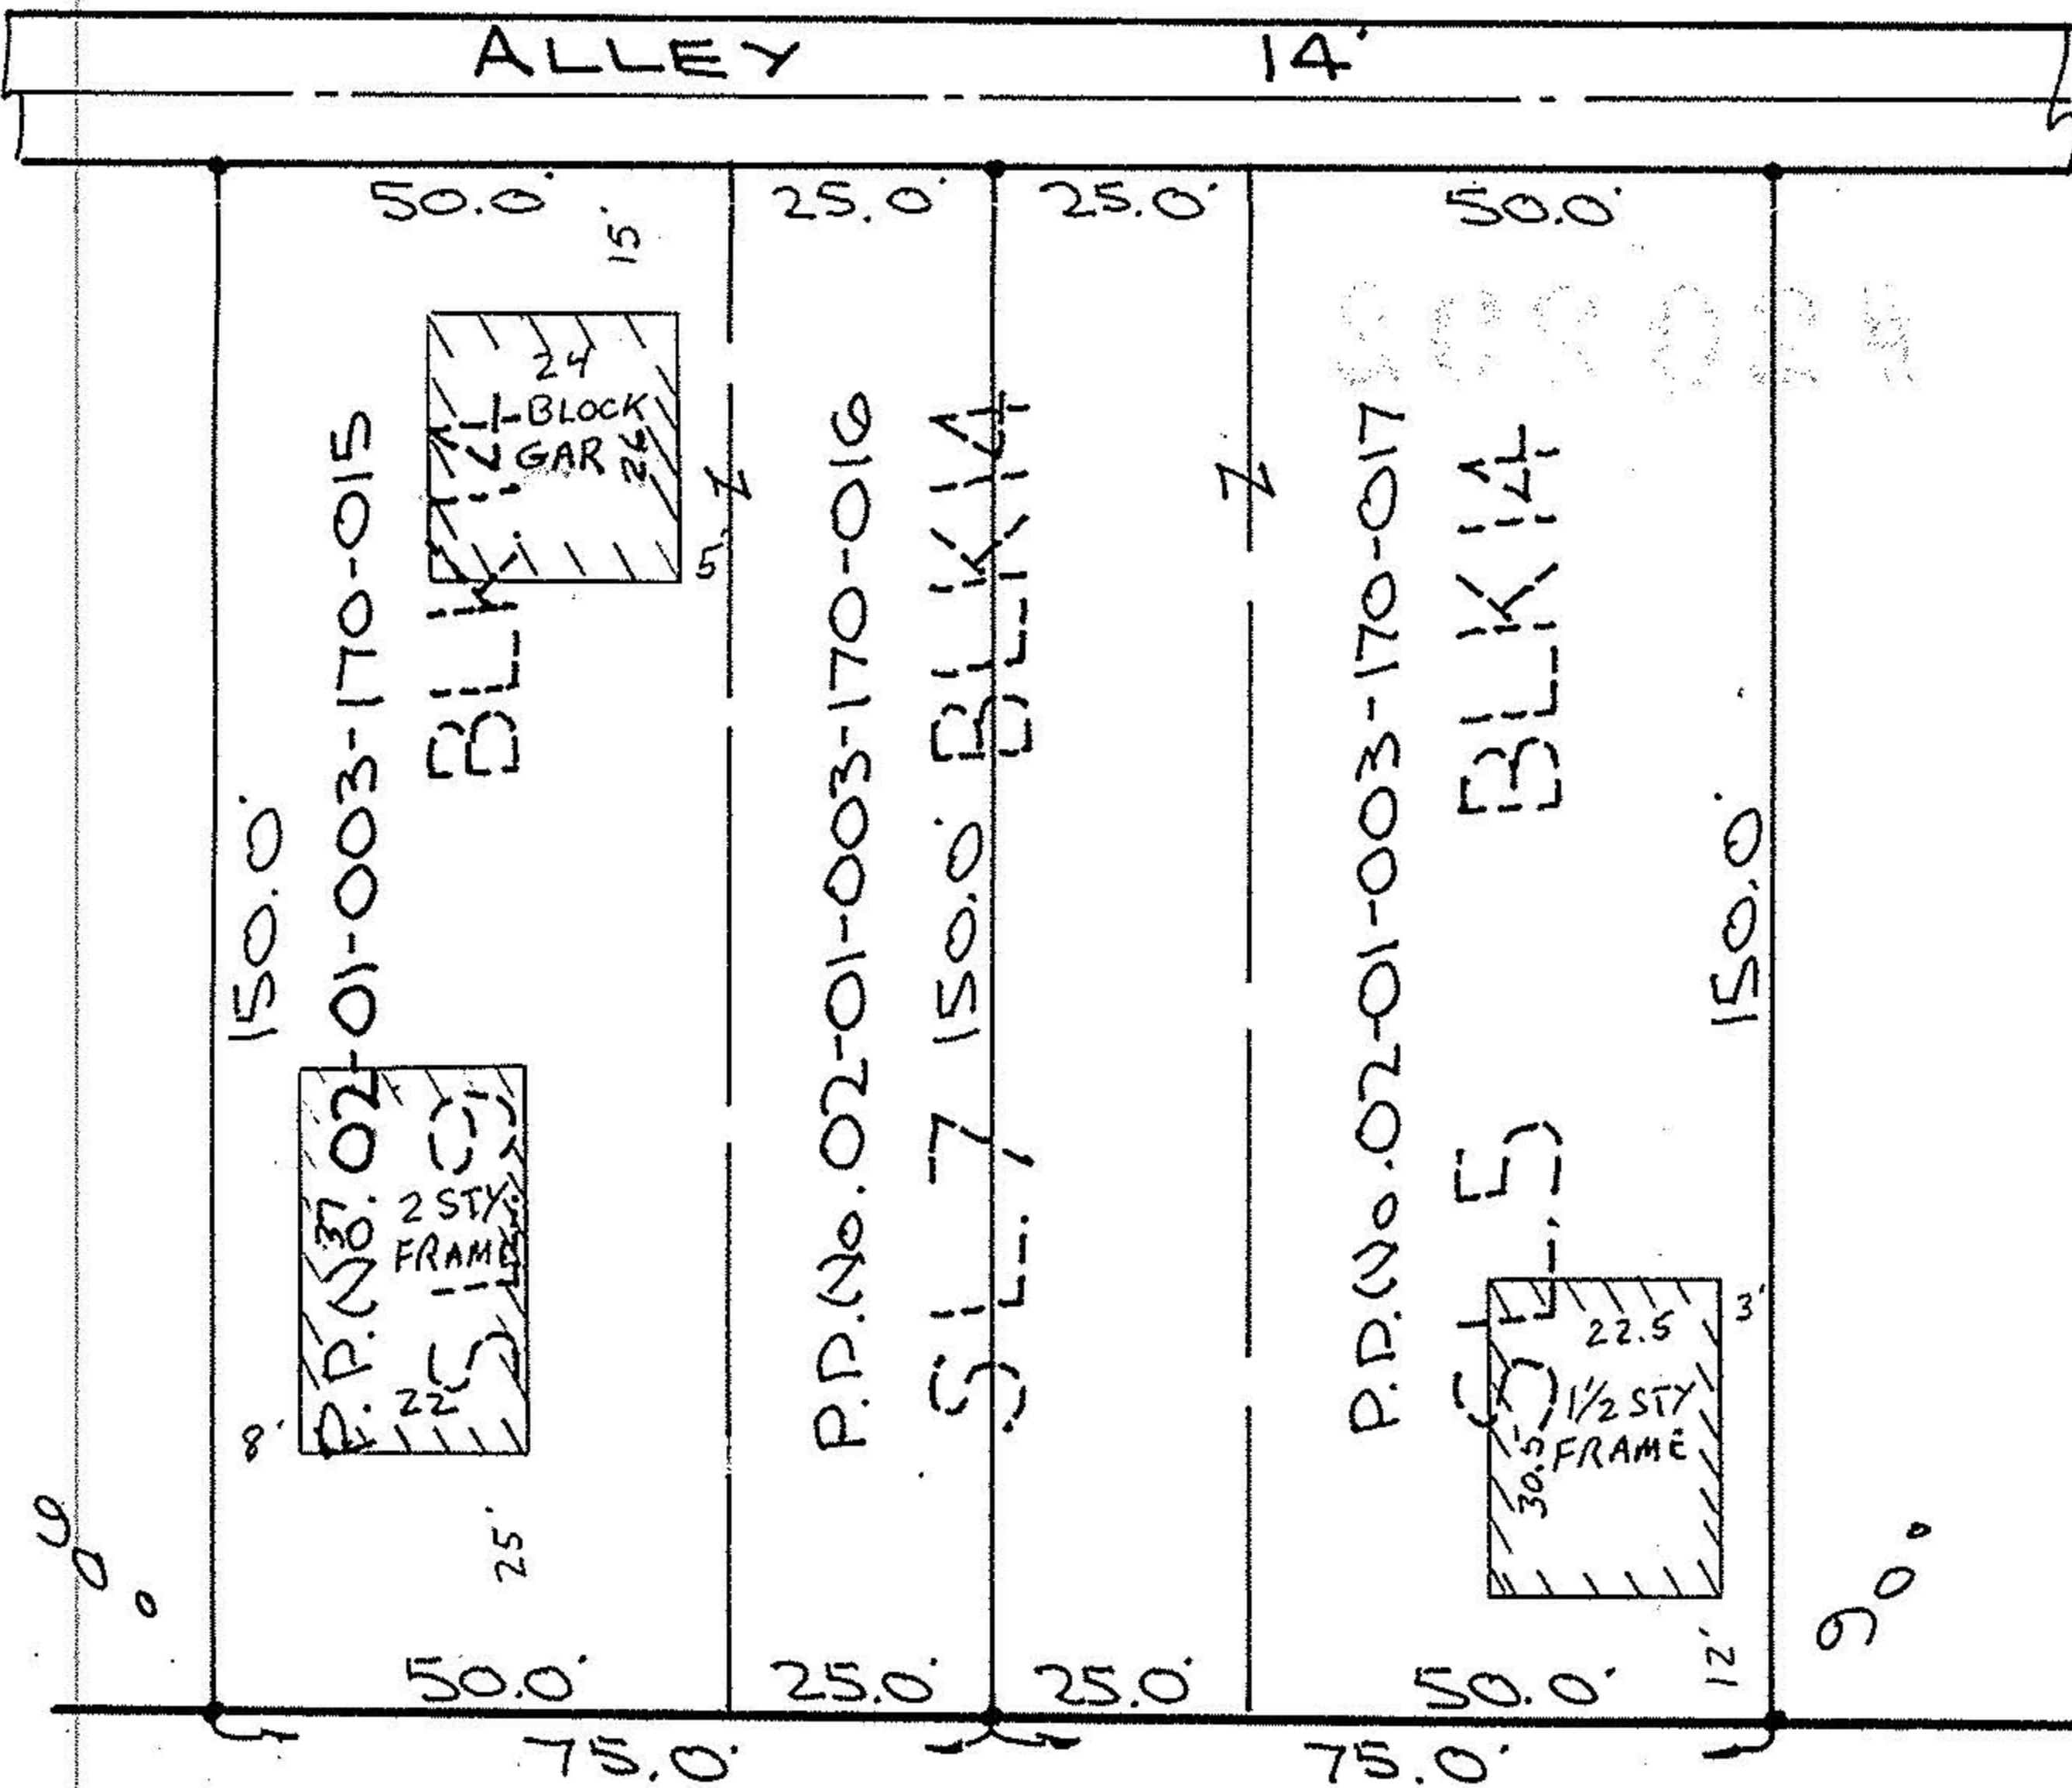 ALLEY 14'
50.0' 25.0' 25.0' 50.0'
15'
24
BLOCK
GAR 26
5'
P.P. No. 02-01-003-170-015
BLK. 14
P.P. No. 02-01-003-170-016
SL. 7 BLK 14
P.P. No. 02-01-003-170-017
SL. 5 BLK 14
150.0' 150.0' 150.0'
37
2 STY.
FRAME
22
8'
25'
22.5 3'
1½ STY
FRAME
30.5
12'
90°
90°
50.0' 25.0' 25.0' 50.0'
75.0' 75.0'